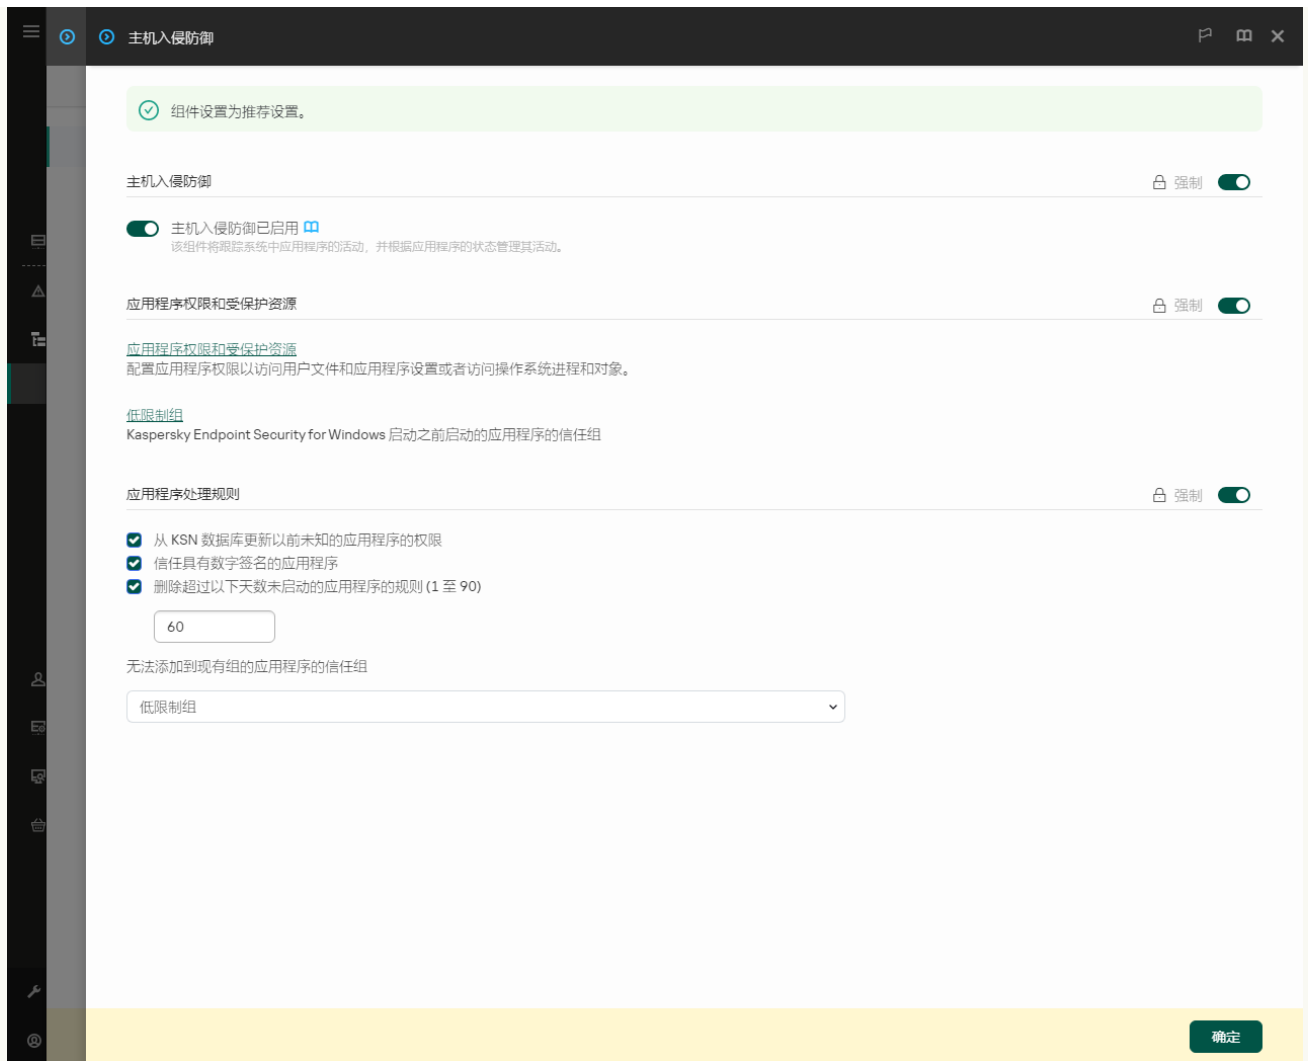 主机入侵防御
组件设置为推荐设置。
主机入侵防御
强制
主机入侵防御已启用
该组件将跟踪系统中应用程序的活动，并根据应用程序的状态管理其活动。
应用程序权限和受保护资源
强制
应用程序权限和受保护资源
配置应用程序权限以访问用户文件和应用程序设置或者访问操作系统进程和对象。
低限制组
Kaspersky Endpoint Security for Windows 启动之前启动的应用程序的信任组
应用程序处理规则
强制
从 KSN 数据库更新以前未知的应用程序的权限
信任具有数字签名的应用程序
删除超过以下天数未启动的应用程序的规则 (1 至 90)
60
无法添加到现有组的应用程序的信任组
低限制组
确定